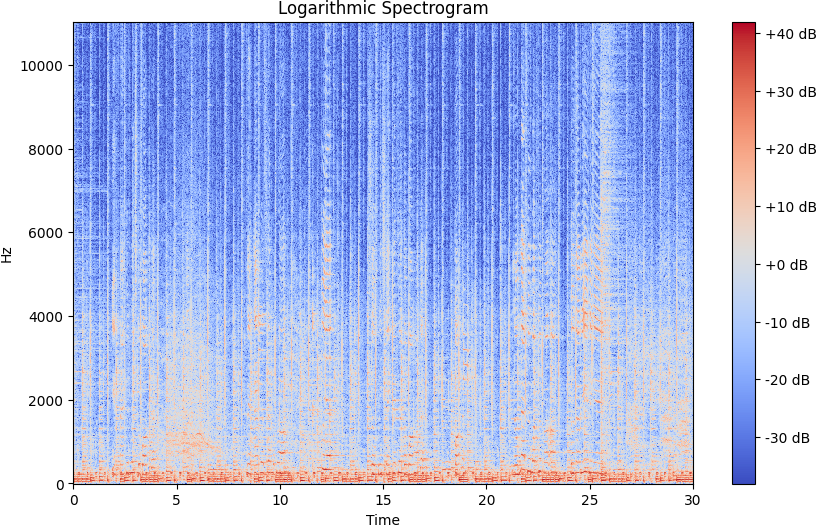 Logarithmic Spectrogram
Hz
10000
8000
6000
4000
2000
0
0 5 10 15 20 25 30
Time
+40 dB
+30 dB
+20 dB
+10 dB
+0 dB
-10 dB
-20 dB
-30 dB